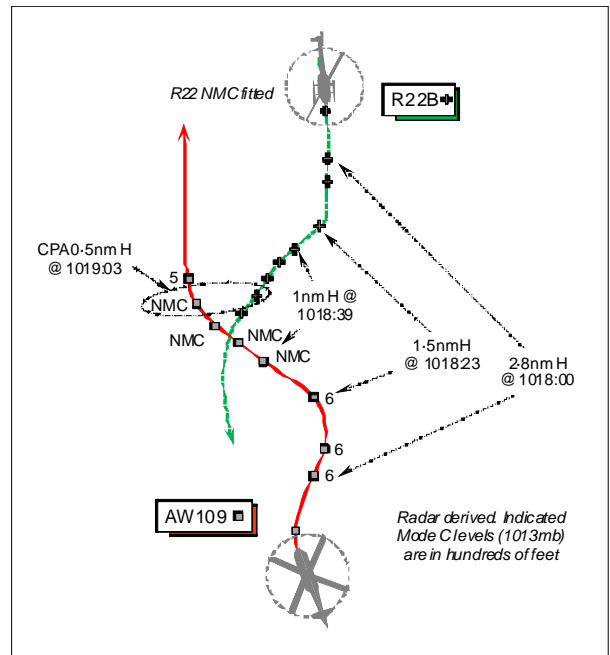 R22 NMC fitted
R22B
CPA 0·5nm H
@ 1019:03
5
NMC
NMC
NMC
NMC
1nm H @
1018:39
1·5nm H
@ 1018:23
2·8nm H
@ 1018:00
6
6
6
AW109
Radar derived. Indicated
Mode C levels (1013mb)
are in hundreds of feet